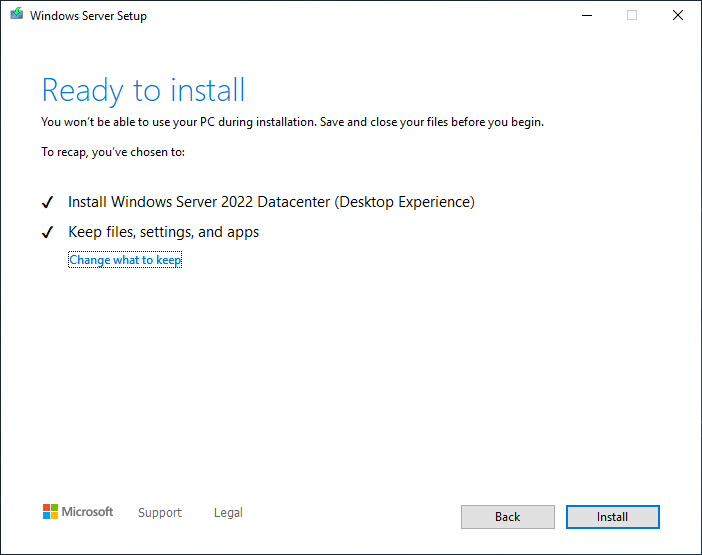 Windows Server Setup
Ready to install
You won't be able to use your PC during installation. Save and close your files before you begin.
To recap, you've chosen to:
Install Windows Server 2022 Datacenter (Desktop Experience)
Keep files, settings, and apps
Change what to keep
Microsoft Support Legal Back Install